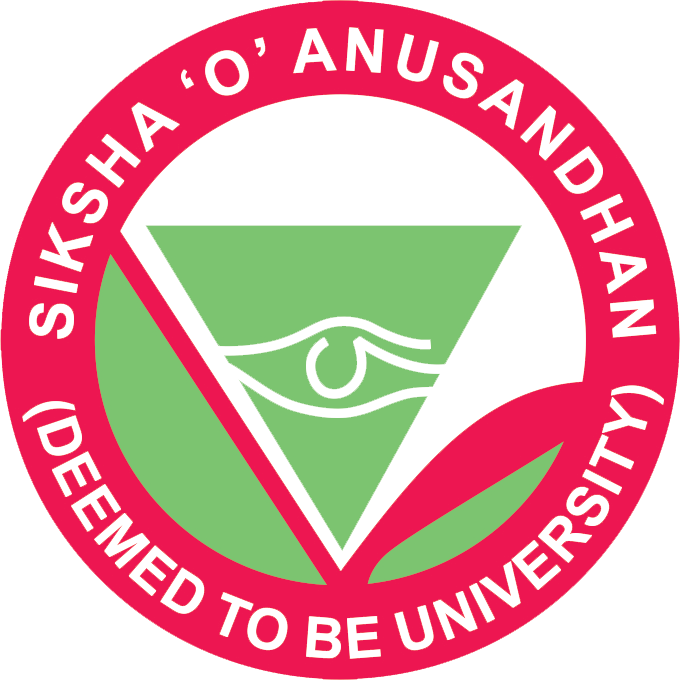 SIKSHA ‘O’ ANUSANDHAN
(DEEMED TO BE UNIVERSITY)